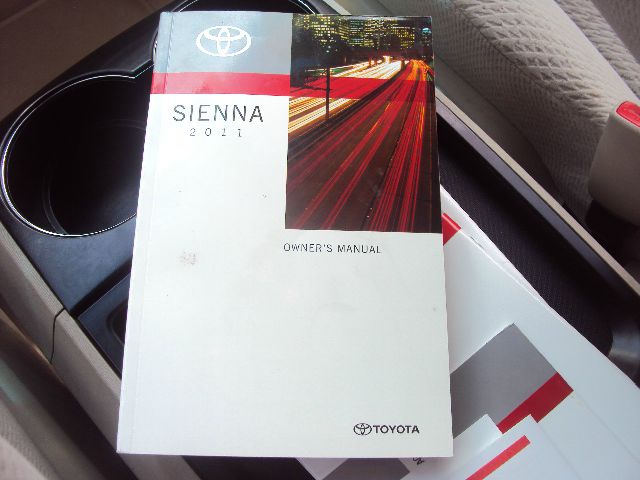 SIENNA
2011
OWNER'S MANUAL
TOYOTA